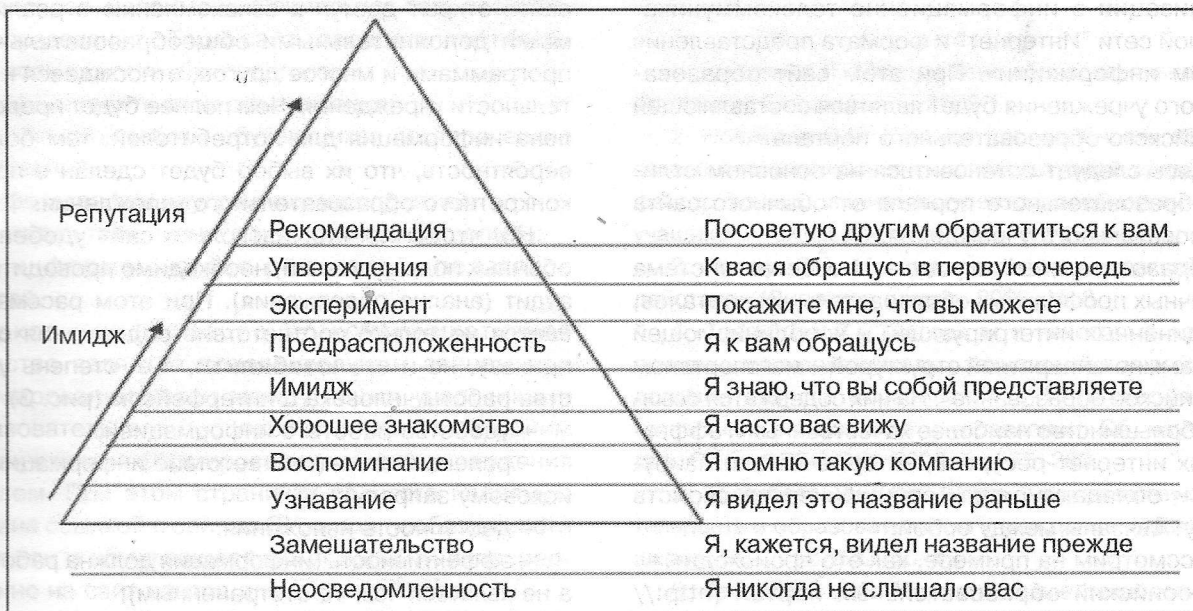 Репутация
Рекомендация Посоветую другим обрататиться к вам
Утверждения К вас я обращусь в первую очередь
Эксперимент Покажите мне, что вы можете
Имидж
Предрасположенность Я к вам обращусь
Имидж Я знаю, что вы собой представляете
Хорошее знакомство Я часто вас вижу
Воспоминание Я помню такую компанию
Узнавание Я видел это название раньше
Замешательство Я, кажется, видел название прежде
Неосведомленность Я никогда не слышал о вас